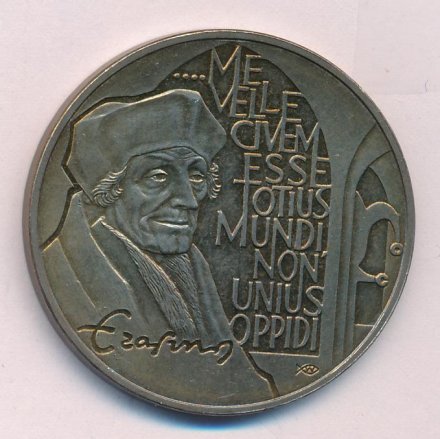 ....ME
VELLE
CIVEM
ESSE
TOTIUS
MUNDI
NON
UNIUS
OPPIDI
Erasmus